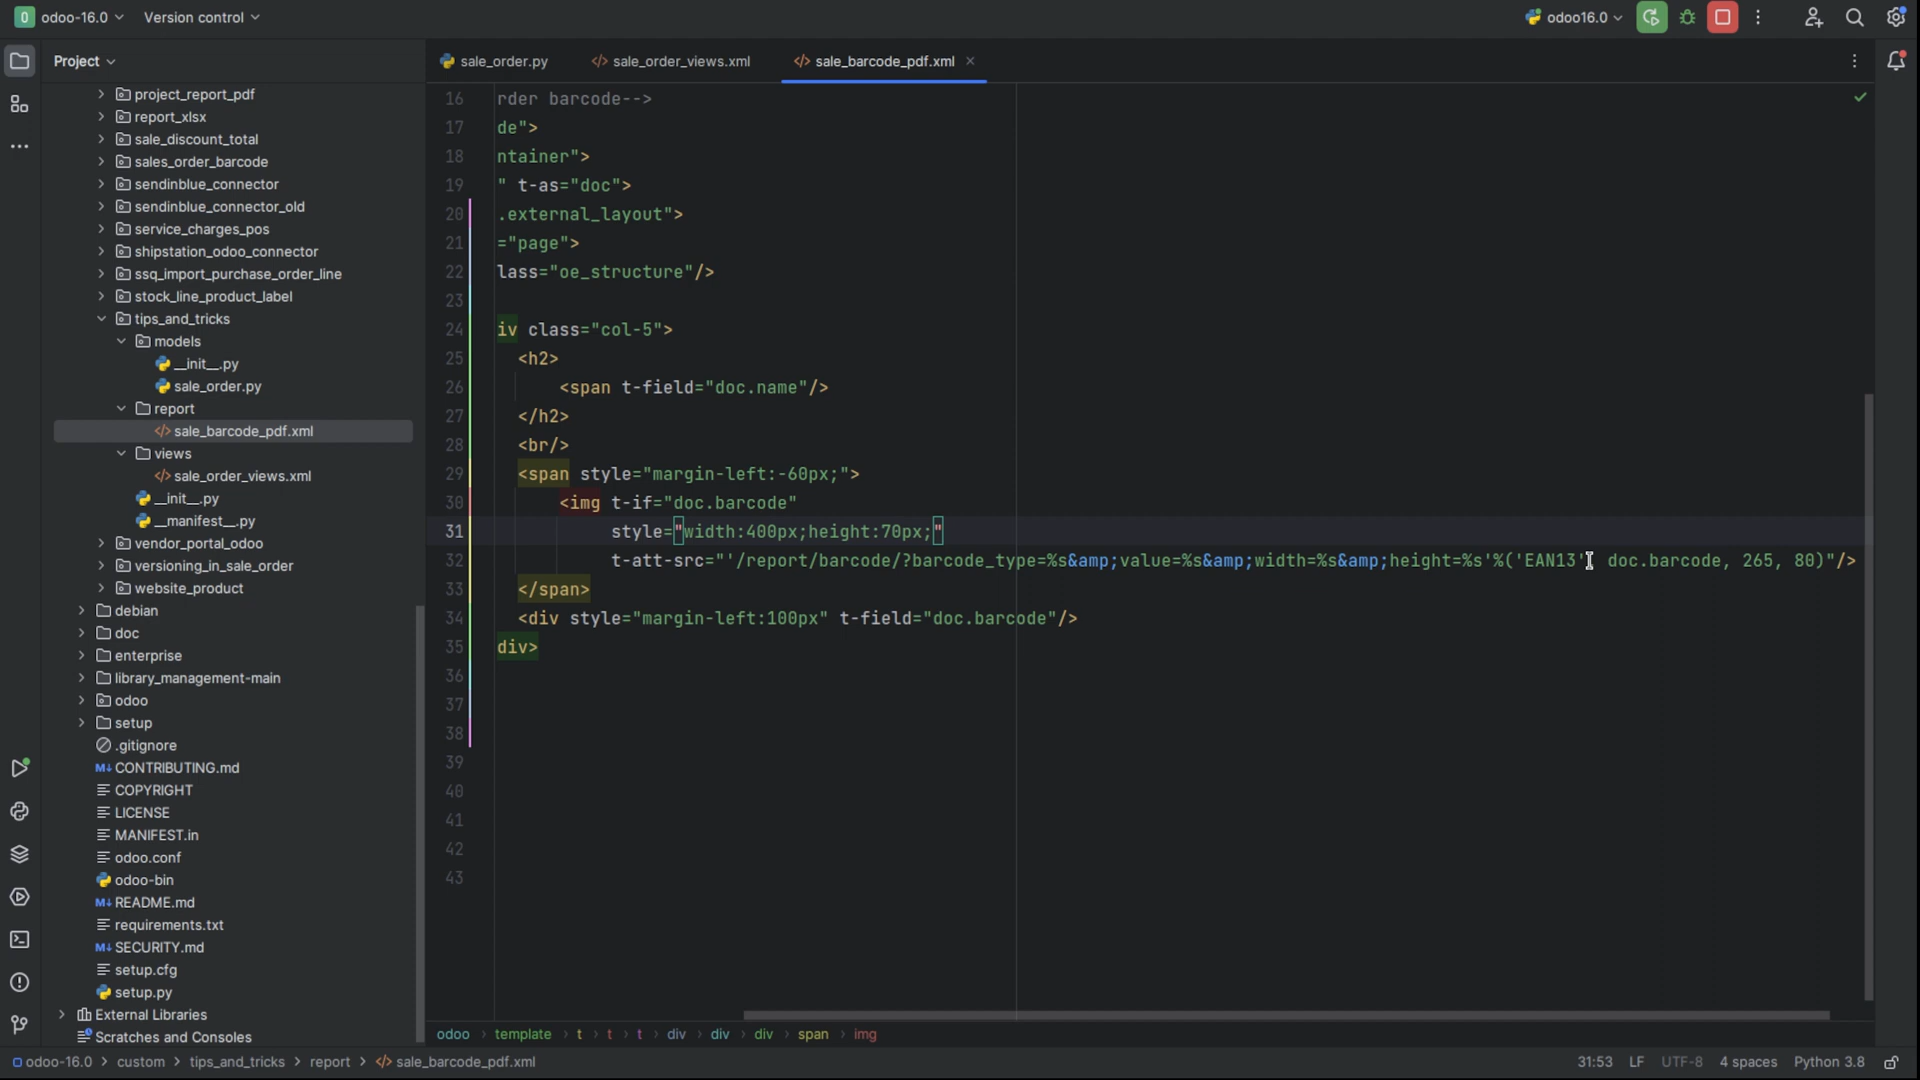 odoo-16.0
Version control
odoo16.0
Project
sale_order.py
sale_order_views.xml
sale_barcode_pdf.xml
project_report_pdf
report_xlsx
sale_discount_total
sales_order_barcode
sendinblue_connector
sendinblue_connector_old
service_charges_pos
shipstation_odoo_connector
ssq_import_purchase_order_line
stock_line_product_label
tips_and_tricks
models
__init__.py
sale_order.py
report
sale_barcode_pdf.xml
views
sale_order_views.xml
__init__.py
__manifest__.py
vendor_portal_odoo
versioning_in_sale_order
website_product
debian
doc
enterprise
library_management-main
odoo
setup
.gitignore
CONTRIBUTING.md
COPYRIGHT
LICENSE
MANIFEST.in
odoo.conf
odoo-bin
README.md
requirements.txt
SECURITY.md
setup.cfg
setup.py
External Libraries
Scratches and Consoles
16 rder barcode-->
17 de">
18 ntainer">
19 " t-as="doc">
20 .external_layout">
21 ="page">
22 lass="oe_structure"/>
23
24 iv class="col-5">
25 <h2>
26 <span t-field="doc.name"/>
27 </h2>
28 <br/>
29 <span style="margin-left:-60px;">
30 <img t-if="doc.barcode"
31 style="width:400px;height:70px;"
32 t-att-src="'/report/barcode/?barcode_type=%s&amp;value=%s&amp;width=%s&amp;height=%s'%('EAN13', doc.barcode, 265, 80)"/>
33 </span>
34 <div style="margin-left:100px" t-field="doc.barcode"/>
35 div>
36
37
38
39
40
41
42
43
odoo › template › t › t › t › div › div › div › span › img
odoo-16.0 › custom › tips_and_tricks › report › sale_barcode_pdf.xml
31:53 LF UTF-8 4 spaces Python 3.8